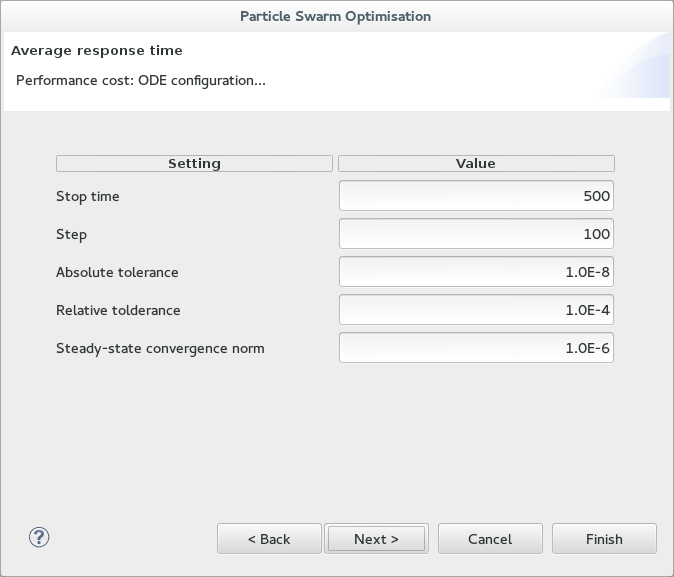 Particle Swarm Optimisation
Average response time
Performance cost: ODE configuration...
Setting Value
Stop time 500
Step 100
Absolute tolerance 1.0E-8
Relative tolderance 1.0E-4
Steady-state convergence norm 1.0E-6
? < Back Next > Cancel Finish